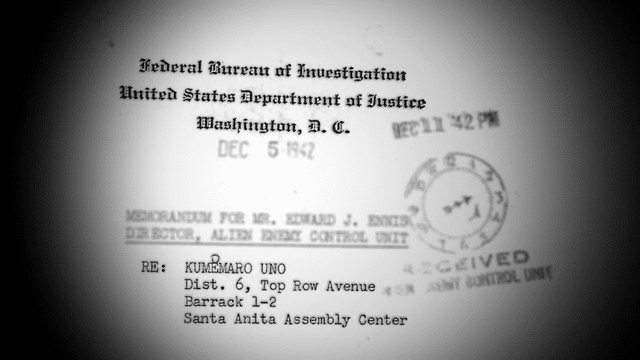 Federal Bureau of Investigation
United States Department of Justice
Washington, D. C.
DEC 5 1942
DEC 11 '42 PM
MEMORANDUM FOR MR. EDWARD J. ENNIS
DIRECTOR, ALIEN ENEMY CONTROL UNIT
RECEIVED
ALIEN ENEMY CONTROL UNIT
RE: KUMEMARO UNO
Dist. 6, Top Row Avenue
Barrack 1-2
Santa Anita Assembly Center